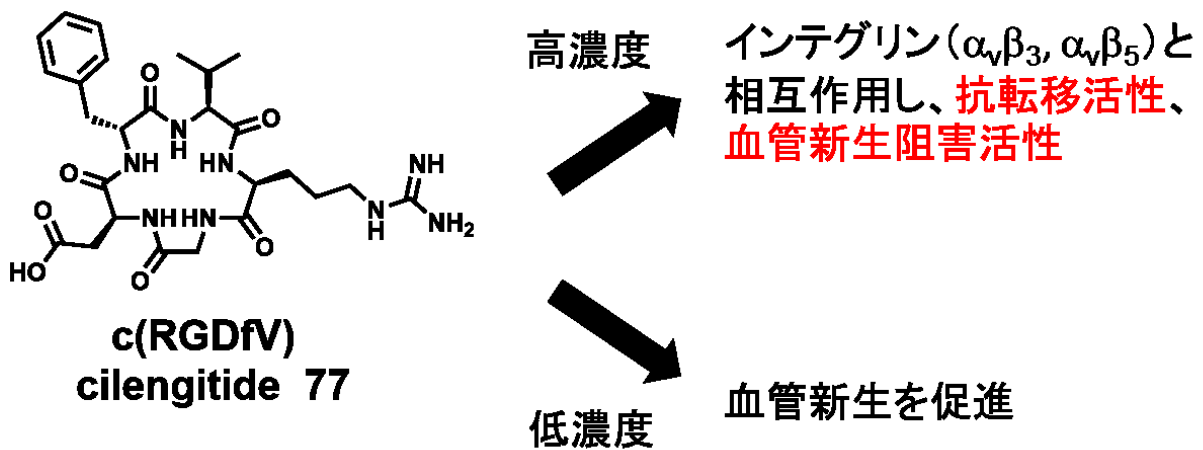 高濃度
インテグリン(αvβ3, αvβ5)と
相互作用し、抗転移活性、
血管新生阻害活性
O
N
H
O
NH
O
NH
O
NH
NH2
N
H
O
NH
HN
O
O
O
HO
c(RGDfV)
cilengitide 77
低濃度
血管新生を促進